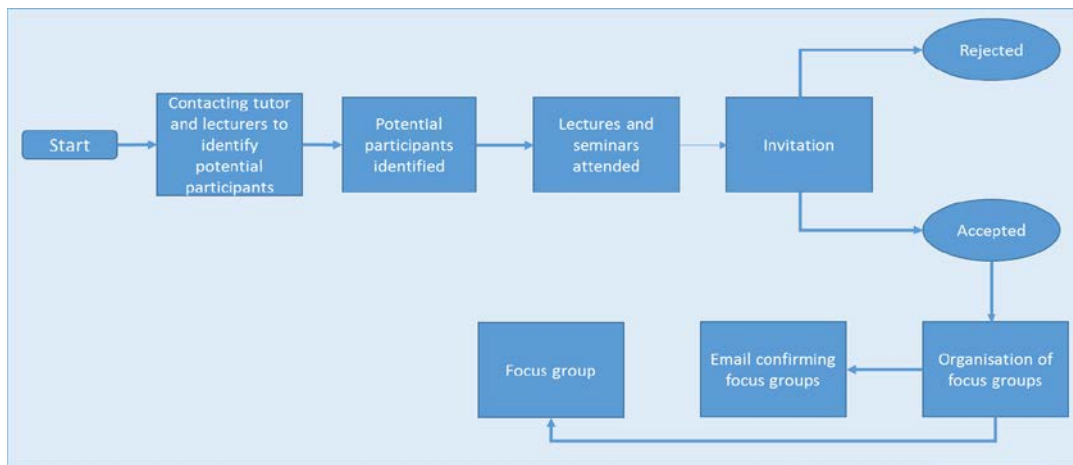 Start
Contacting tutor
and lecturers to
identify
potential
participants
Potential
participants
identified
Lectures and
seminars
attended
Invitation
Rejected
Accepted
Organisation of
focus groups
Email confirming
focus groups
Focus group